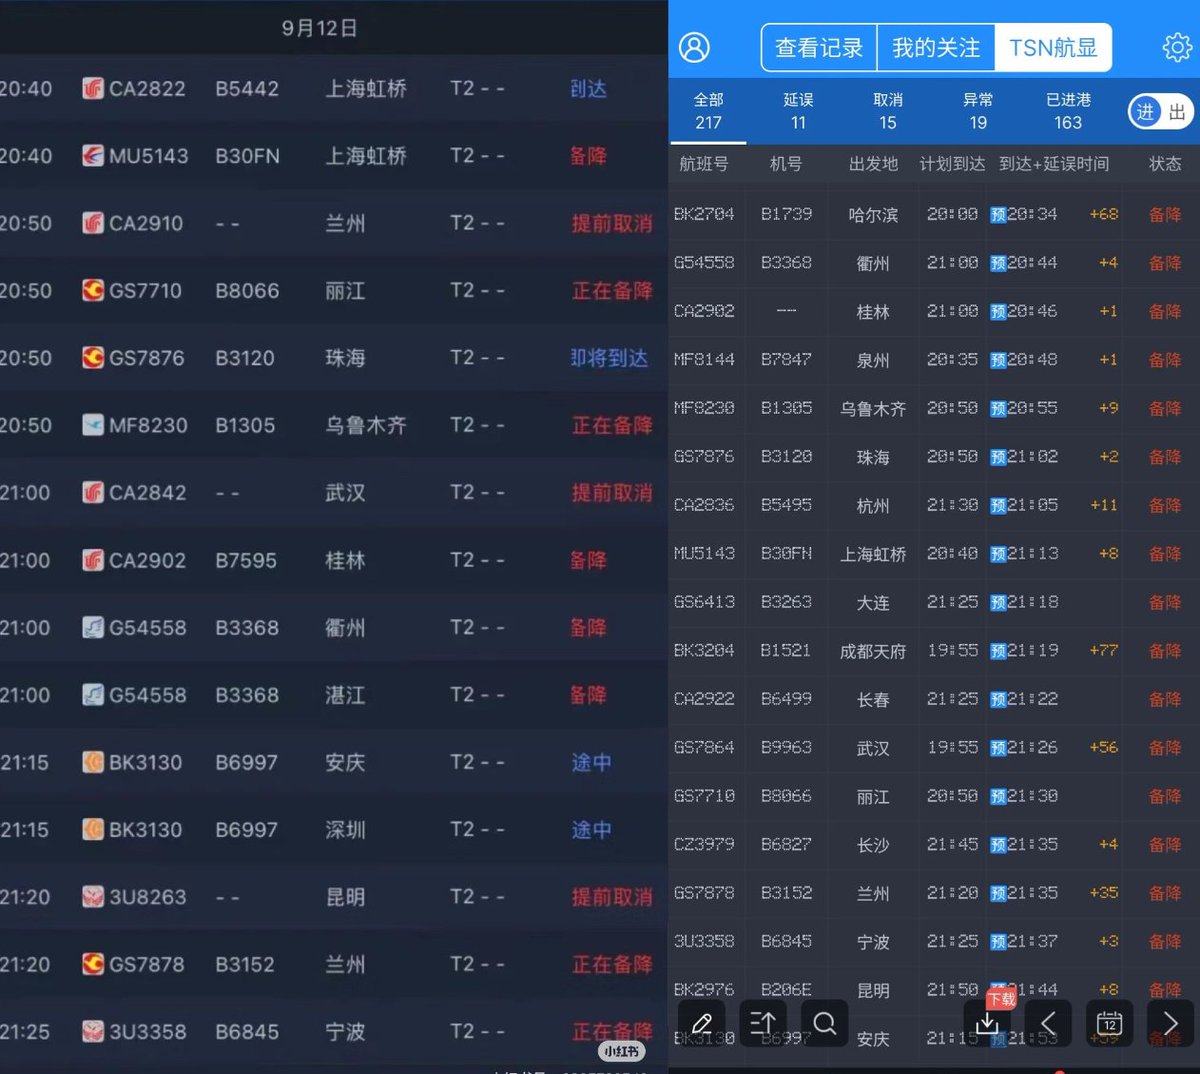 9月12日
20:40 CA2822 B5442 上海虹桥 T2 - - 到达
20:40 MU5143 B30FN 上海虹桥 T2 - - 备降
20:50 CA2910 - - 兰州 T2 - - 提前取消
20:50 GS7710 B8066 丽江 T2 - - 正在备降
20:50 GS7876 B3120 珠海 T2 - - 即将到达
20:50 MF8230 B1305 乌鲁木齐 T2 - - 正在备降
21:00 CA2842 - - 武汉 T2 - - 提前取消
21:00 CA2902 B7595 桂林 T2 - - 备降
21:00 G54558 B3368 衢州 T2 - - 备降
21:00 G54558 B3368 湛江 T2 - - 备降
21:15 BK3130 B6997 安庆 T2 - - 途中
21:15 BK3130 B6997 深圳 T2 - - 途中
21:20 3U8263 - - 昆明 T2 - - 提前取消
21:20 GS7878 B3152 兰州 T2 - - 正在备降
21:25 3U3358 B6845 宁波 T2 - - 正在备降
小红书
查看记录 我的关注 TSN航显
全部 延误 取消 异常 已进港
217 11 15 19 163
进 出
航班号 机号 出发地 计划到达 到达+延误时间 状态
BK2704 B1739 哈尔滨 20:00 预20:34 +68 备降
G54558 B3368 衢州 21:00 预20:44 +4 备降
CA2902 -- 桂林 21:00 预20:46 +1 备降
MF8144 B7847 泉州 20:35 预20:48 +1 备降
MF8230 B1305 乌鲁木齐 20:50 预20:55 +9 备降
GS7876 B3120 珠海 20:50 预21:02 +2 备降
CA2836 B5495 杭州 21:30 预21:05 +11 备降
MU5143 B30FN 上海虹桥 20:40 预21:13 +8 备降
GS6413 B3263 大连 21:25 预21:18 备降
BK3204 B1521 成都天府 19:55 预21:19 +77 备降
CA2922 B6499 长春 21:25 预21:22 备降
GS7864 B9963 武汉 19:55 预21:26 +56 备降
GS7710 B8066 丽江 20:50 预21:30 备降
CZ3979 B6827 长沙 21:45 预21:35 +4 备降
GS7878 B3152 兰州 21:20 预21:35 +35 备降
3U3358 B6845 宁波 21:25 预21:37 +3 备降
BK2976 B206E 昆明 21:50 预21:44 +8 备降
下载
BK3130 B6997 安庆 21:15 预21:53 +59 备降
12